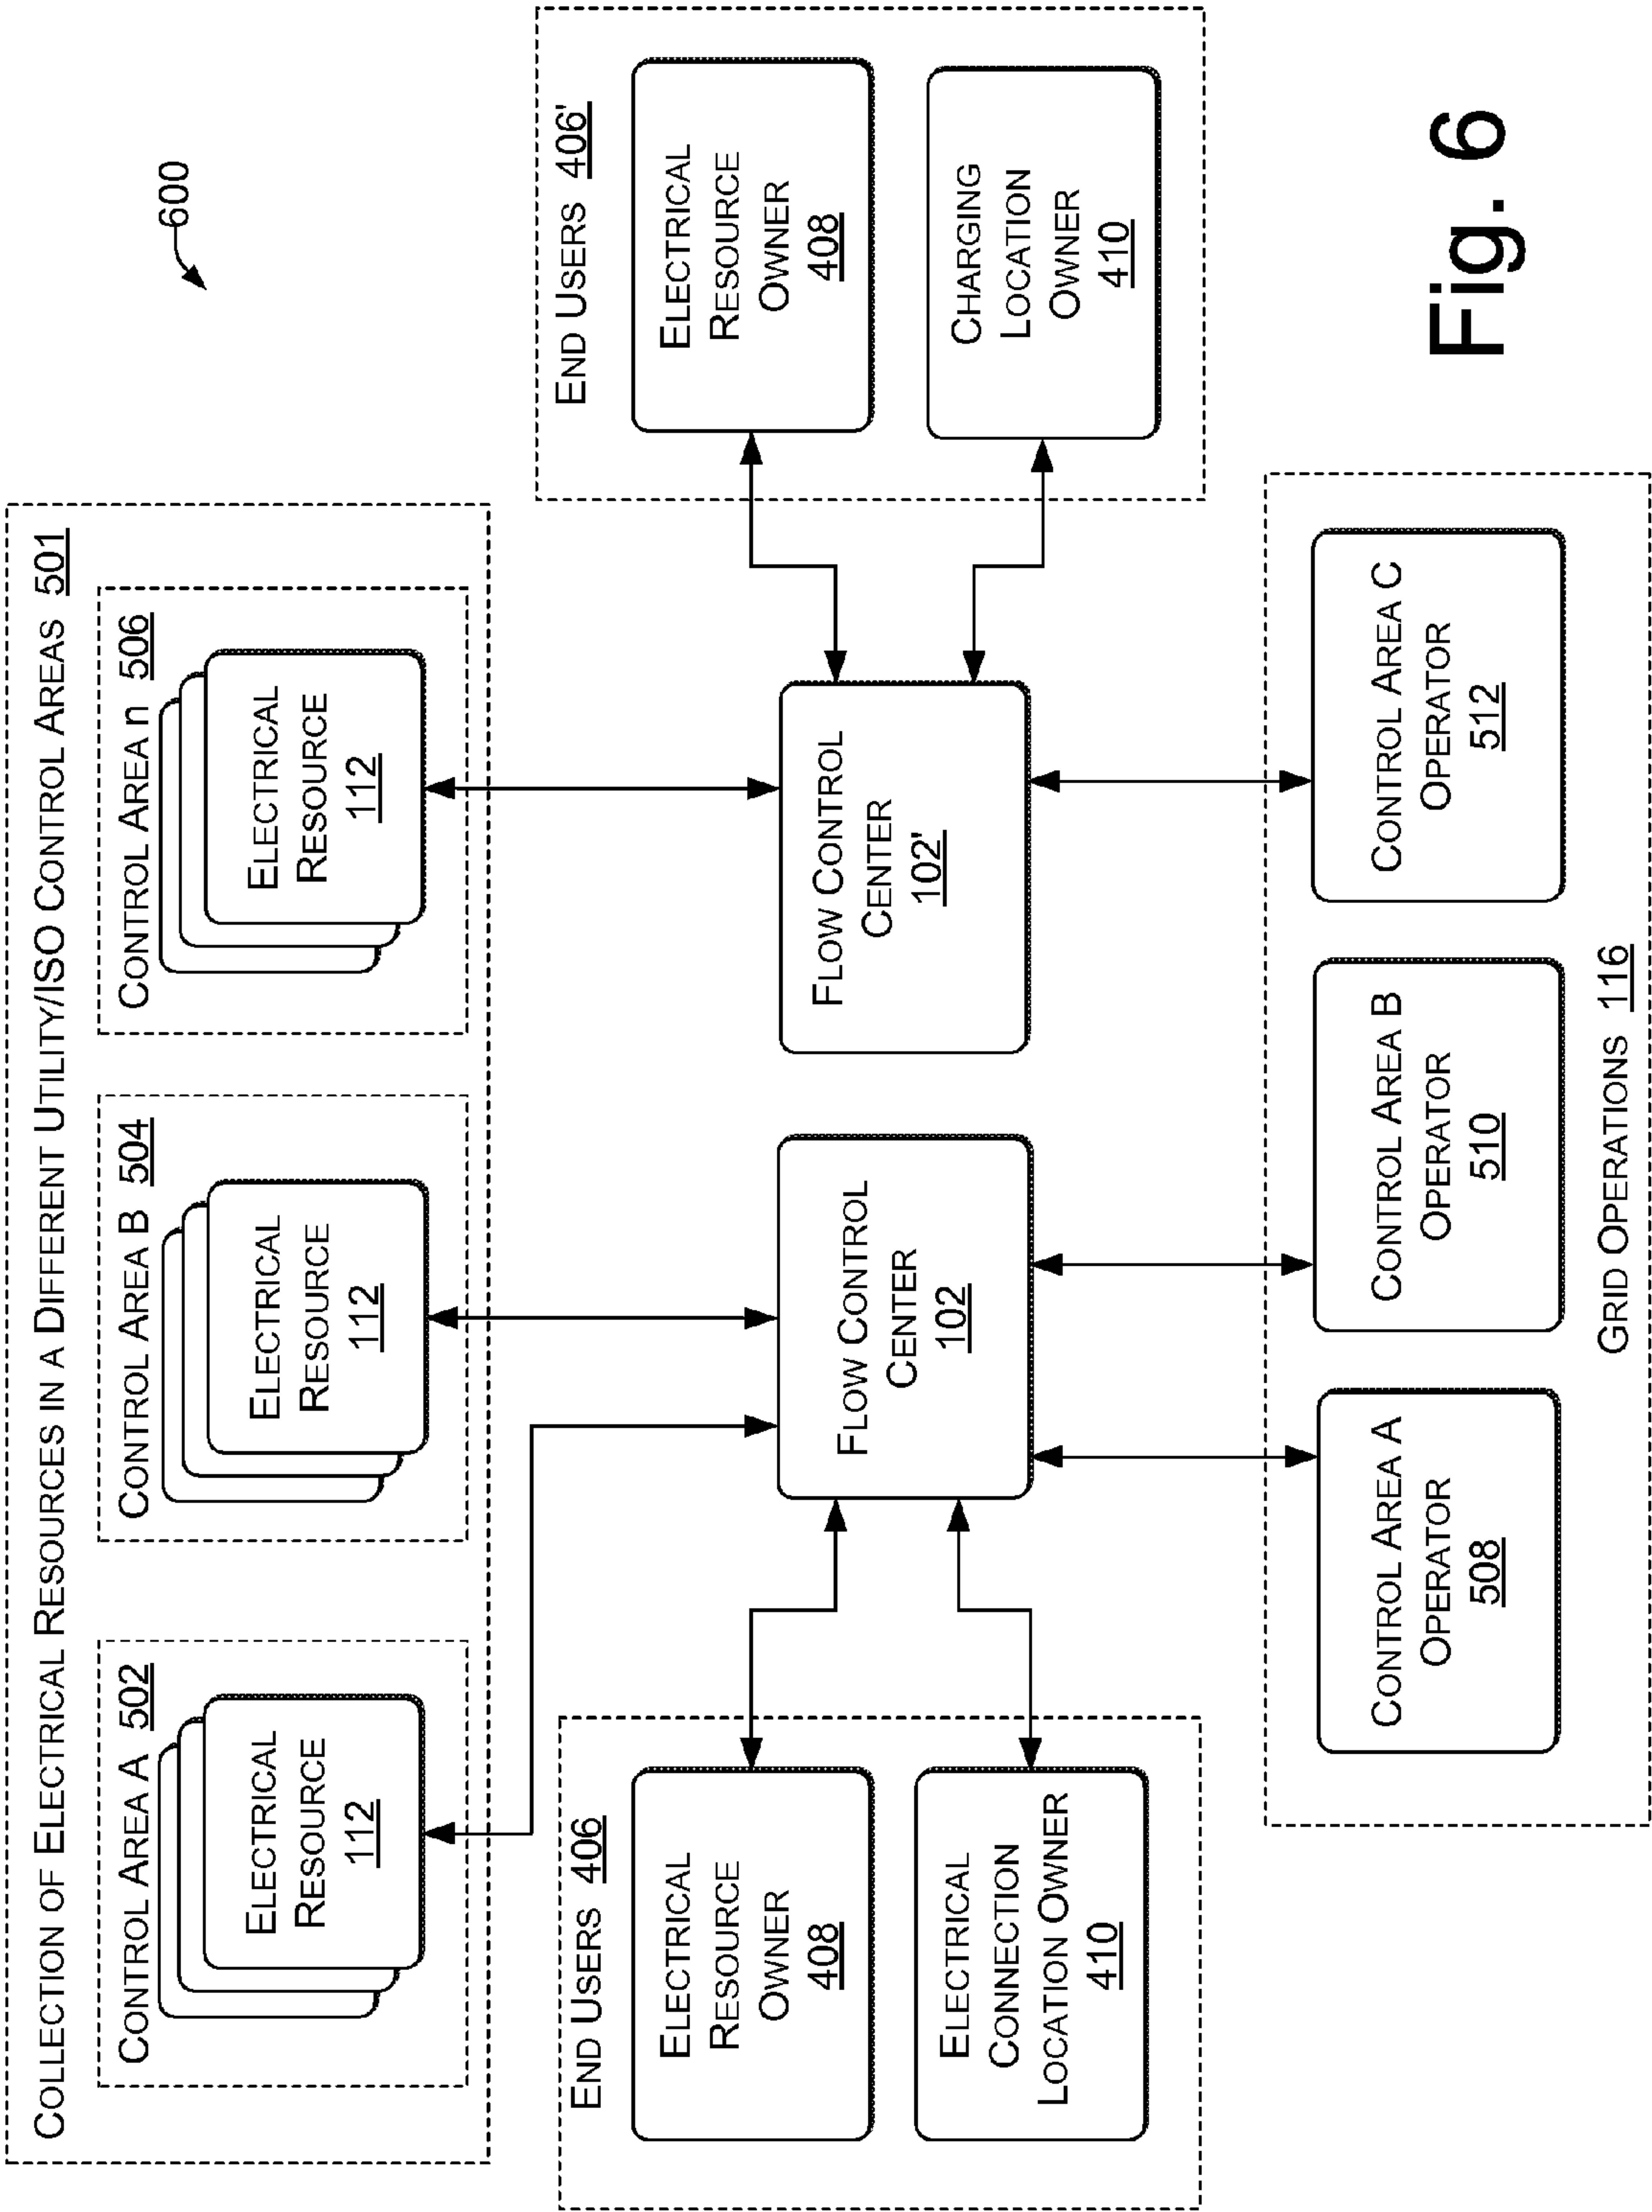 600
COLLECTION OF ELECTRICAL RESOURCES IN A DIFFERENT UTILITY/ISO CONTROL AREAS 501
CONTROL AREA A 502
ELECTRICAL
RESOURCE
112
CONTROL AREA B 504
ELECTRICAL
RESOURCE
112
CONTROL AREA n 506
ELECTRICAL
RESOURCE
112
END USERS 406
ELECTRICAL
RESOURCE
OWNER
408
ELECTRICAL
CONNECTION
LOCATION OWNER
410
FLOW CONTROL
CENTER
102
FLOW CONTROL
CENTER
102'
END USERS 406'
ELECTRICAL
RESOURCE
OWNER
408
CHARGING
LOCATION
OWNER
410
CONTROL AREA A
OPERATOR
508
CONTROL AREA B
OPERATOR
510
CONTROL AREA C
OPERATOR
512
GRID OPERATIONS 116
Fig. 6